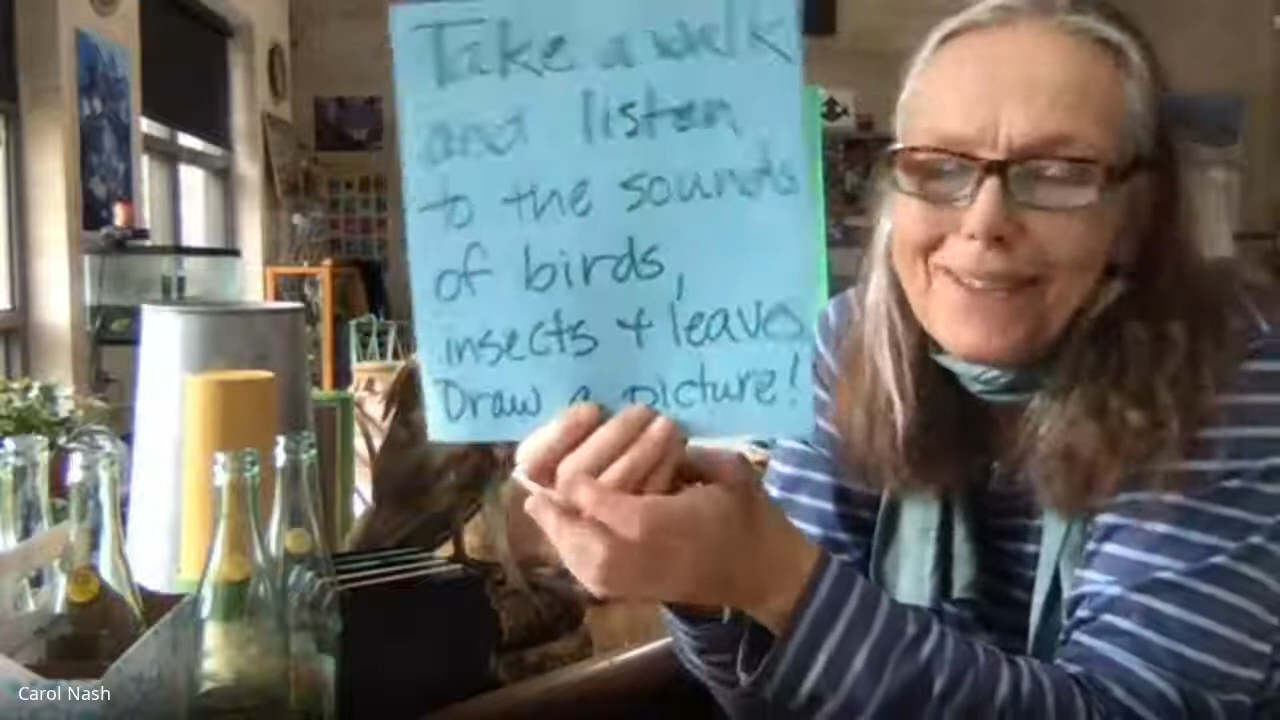 Take a walk
and listen
to the sounds
of birds,
insects + leaves
Draw a picture!
Carol Nash